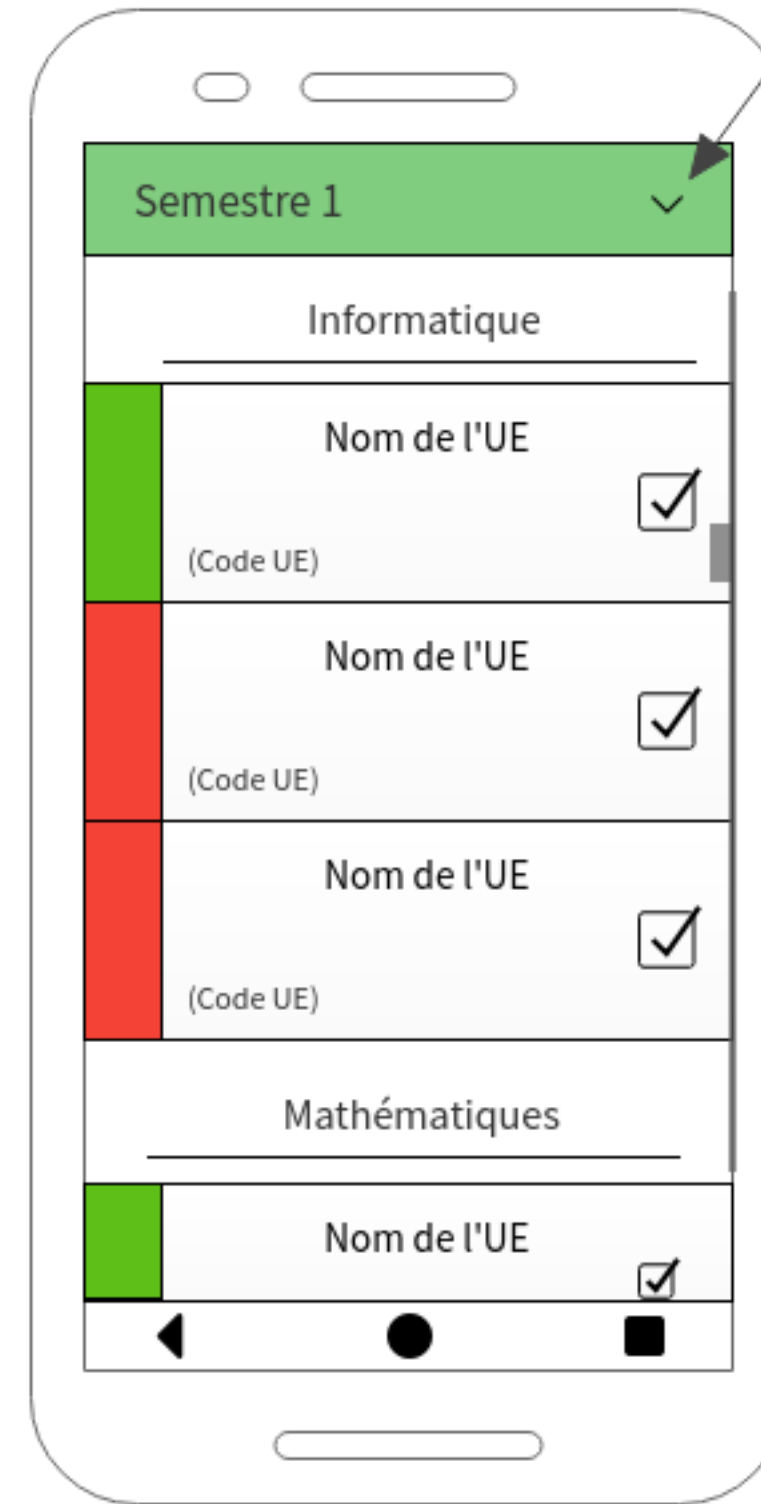 Semestre 1
Informatique
Nom de l'UE
(Code UE)
Nom de l'UE
(Code UE)
Nom de l'UE
(Code UE)
Mathématiques
Nom de l'UE